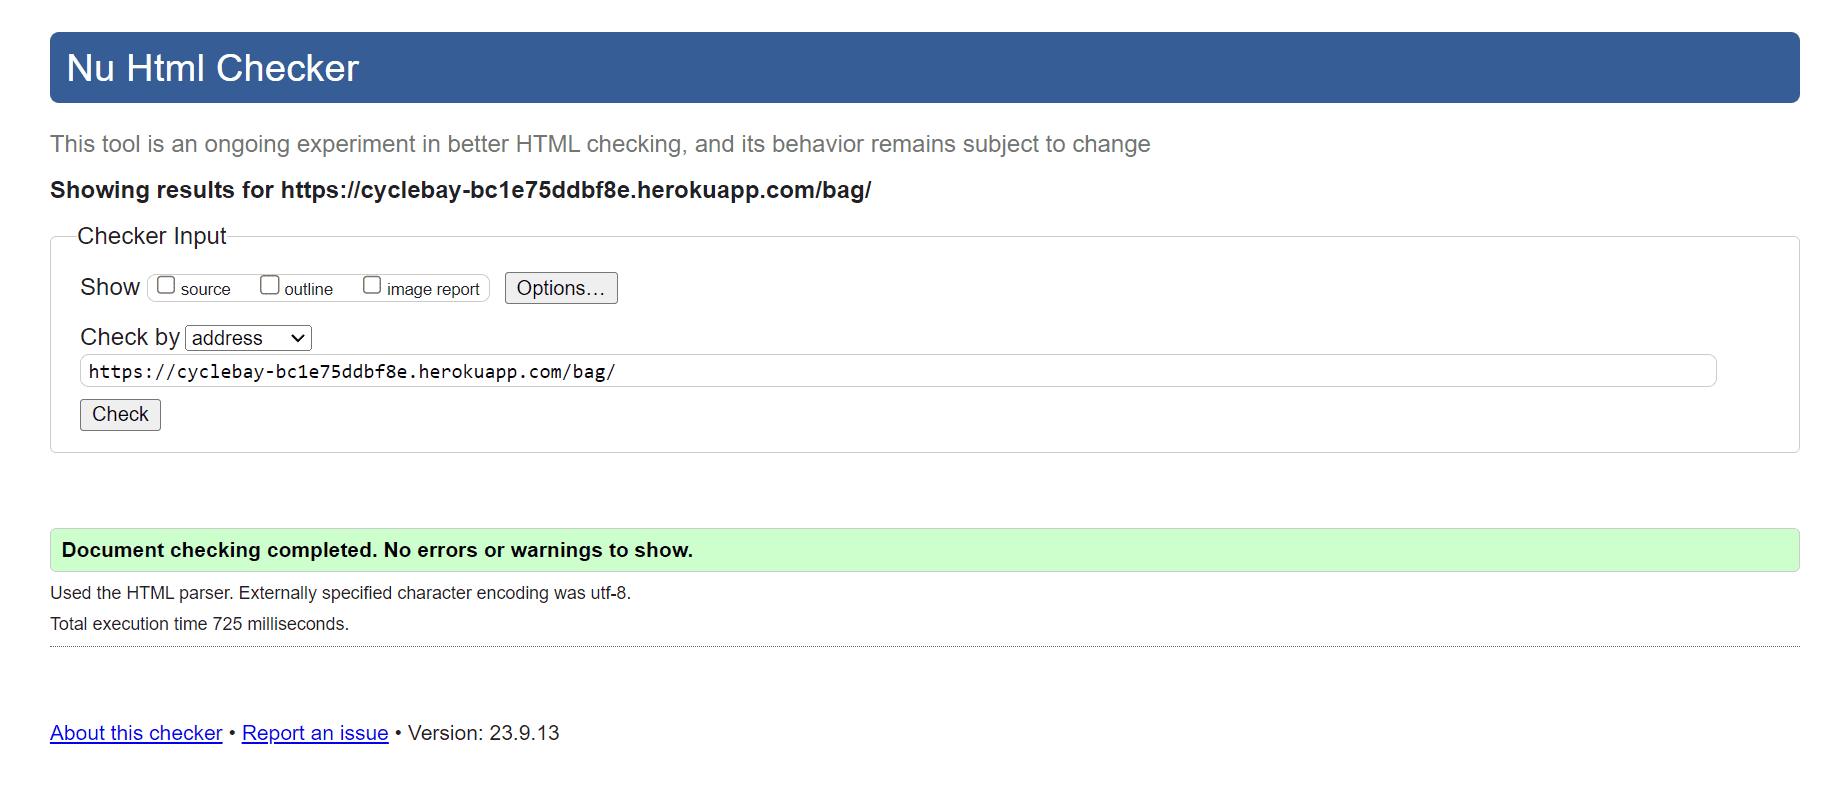 Nu Html Checker
This tool is an ongoing experiment in better HTML checking, and its behavior remains subject to change
Showing results for https://cyclebay-bc1e75ddbf8e.herokuapp.com/bag/
Checker Input
Show source outline image report Options...
Check by address
https://cyclebay-bc1e75ddbf8e.herokuapp.com/bag/
Check
Document checking completed. No errors or warnings to show.
Used the HTML parser. Externally specified character encoding was utf-8.
Total execution time 725 milliseconds.
About this checker • Report an issue • Version: 23.9.13